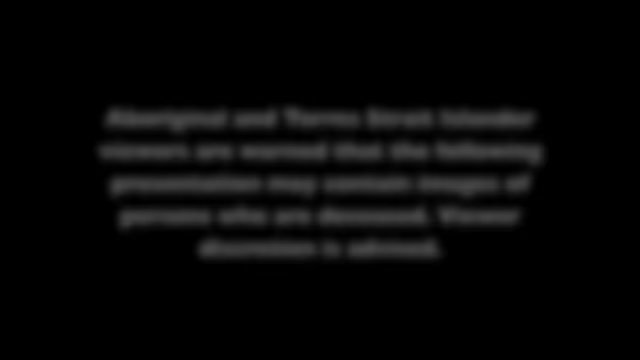 Aboriginal and Torres Strait Islander
viewers are warned that the following
presentation may contain images of
persons who are deceased. Viewer
discretion is advised.